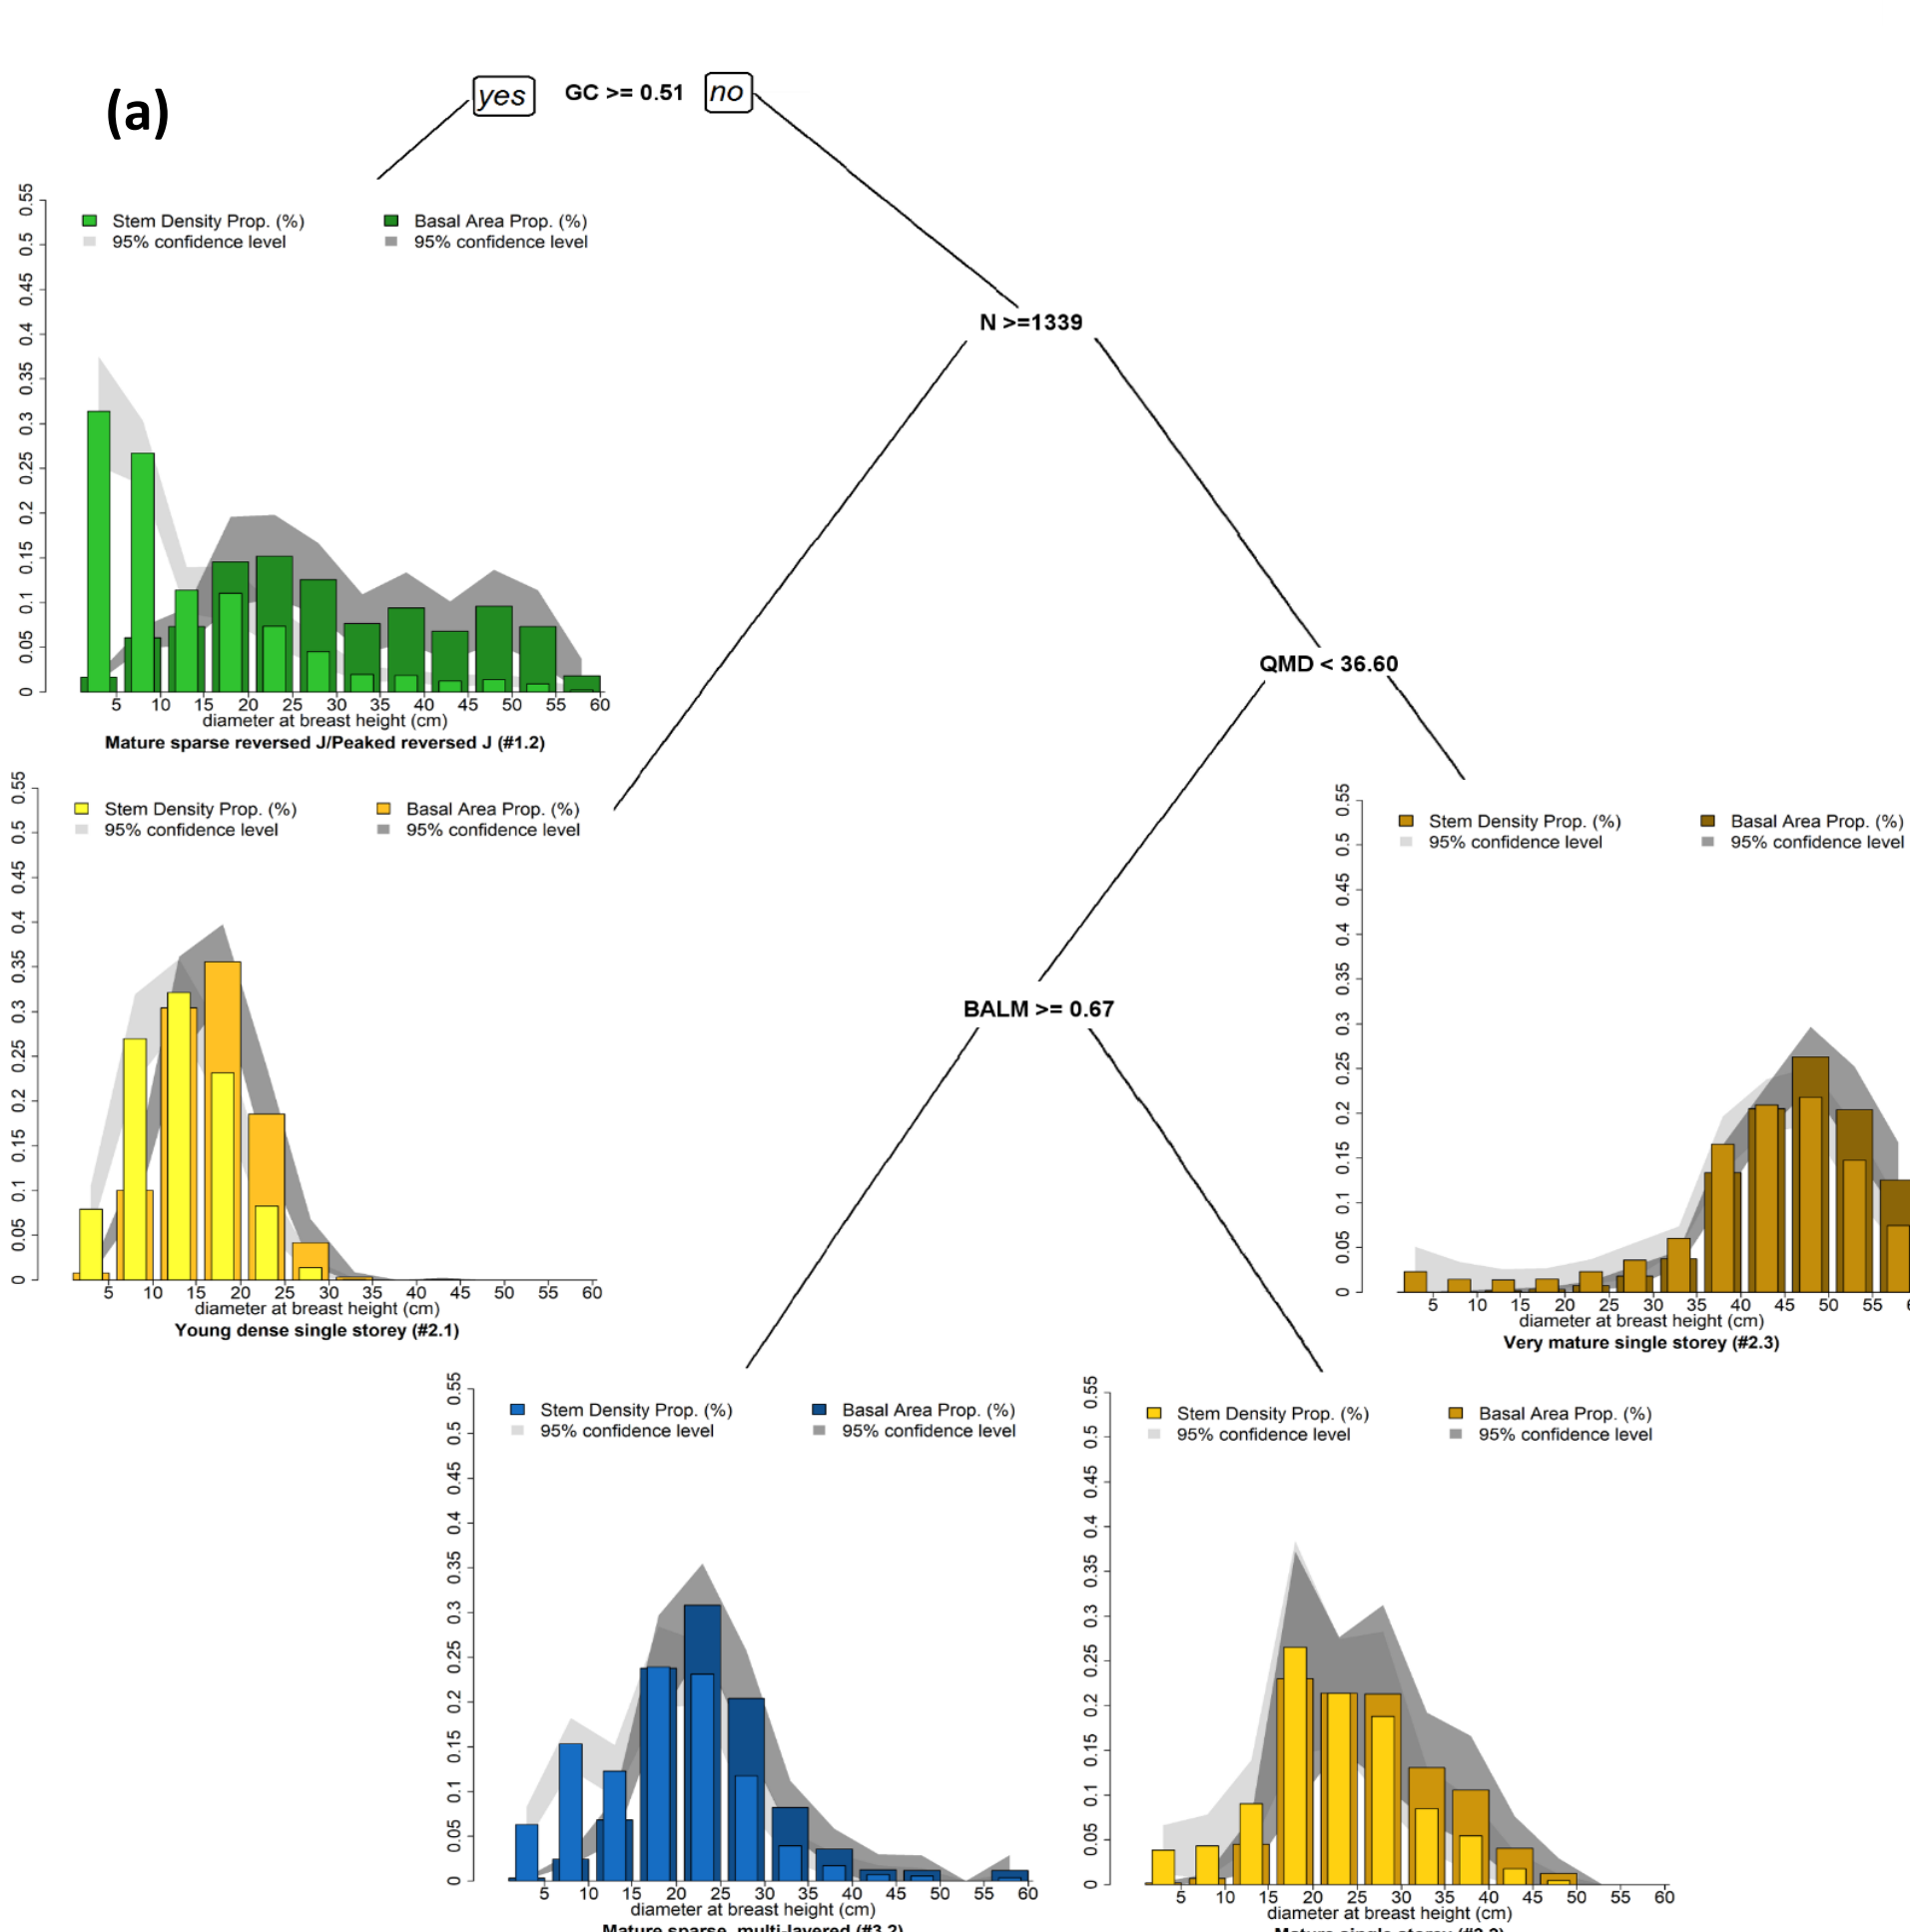 (a)
yes GC >= 0.51 no
Stem Density Prop. (%) Basal Area Prop. (%)
95% confidence level 95% confidence level
0 0.05 0.1 0.15 0.2 0.25 0.3 0.35 0.4 0.45 0.5 0.55
5 10 15 20 25 30 35 40 45 50 55 60
diameter at breast height (cm)
Mature sparse reversed J/Peaked reversed J (#1.2)
N >=1339
QMD < 36.60
Stem Density Prop. (%) Basal Area Prop. (%)
95% confidence level 95% confidence level
0 0.05 0.1 0.15 0.2 0.25 0.3 0.35 0.4 0.45 0.5 0.55
5 10 15 20 25 30 35 40 45 50 55 60
diameter at breast height (cm)
Young dense single storey (#2.1)
Stem Density Prop. (%) Basal Area Prop. (%)
95% confidence level 95% confidence level
0 0.05 0.1 0.15 0.2 0.25 0.3 0.35 0.4 0.45 0.5 0.55
5 10 15 20 25 30 35 40 45 50 55
diameter at breast height (cm)
Very mature single storey (#2.3)
BALM >= 0.67
Stem Density Prop. (%) Basal Area Prop. (%)
95% confidence level 95% confidence level
0 0.05 0.1 0.15 0.2 0.25 0.3 0.35 0.4 0.45 0.5 0.55
5 10 15 20 25 30 35 40 45 50 55 60
diameter at breast height (cm)
Mature sparse, multi-layered (#3.2)
Stem Density Prop. (%) Basal Area Prop. (%)
95% confidence level 95% confidence level
0 0.05 0.1 0.15 0.2 0.25 0.3 0.35 0.4 0.45 0.5 0.55
5 10 15 20 25 30 35 40 45 50 55 60
diameter at breast height (cm)
Mature single storey (#2.2)